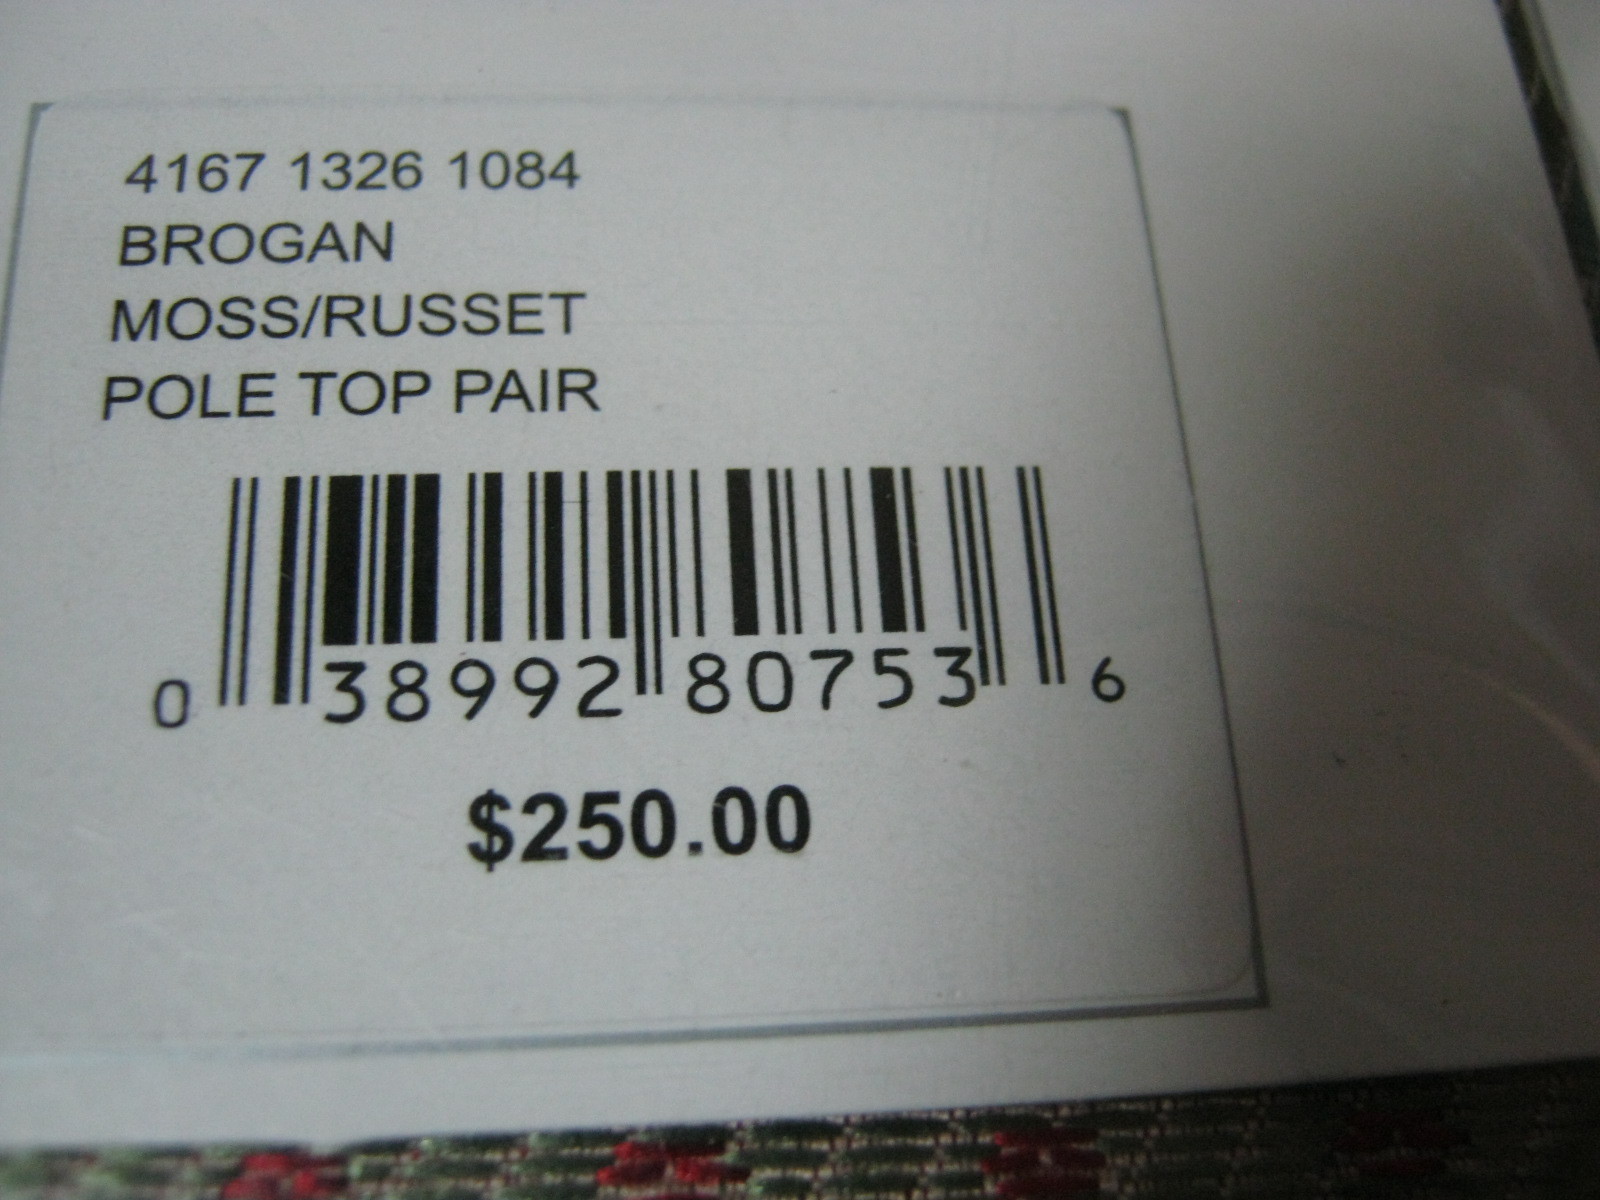 4167 1326 1084
BROGAN
MOSS/RUSSET
POLE TOP PAIR
0 38992 80753 6
$250.00